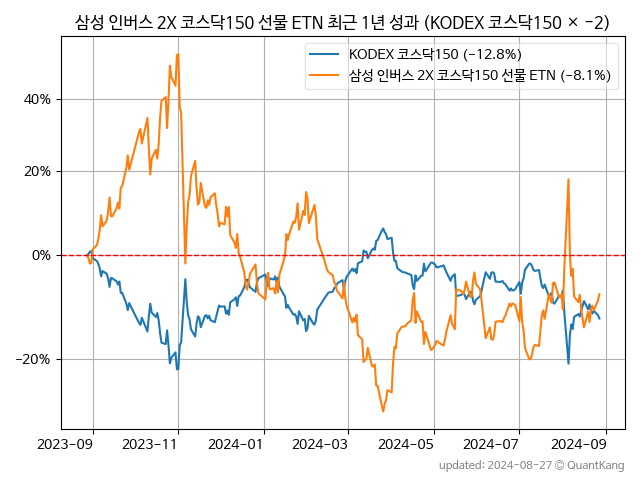 삼성 인버스 2X 코스닥150 선물 ETN 최근 1년 성과 (KODEX 코스닥150 × -2)
KODEX 코스닥150 (-12.8%)
삼성 인버스 2X 코스닥150 선물 ETN (-8.1%)
40%
20%
0%
-20%
2023-09 2023-11 2024-01 2024-03 2024-05 2024-07 2024-09
updated: 2024-08-27 © QuantKang